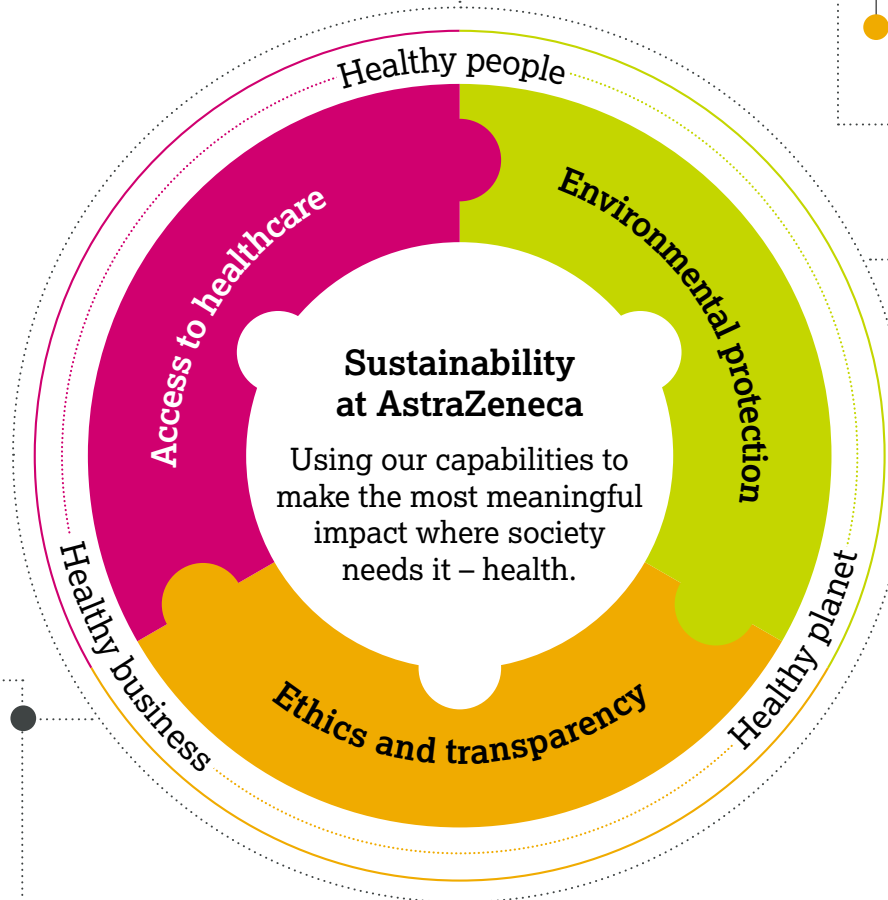 Healthy people
Access to healthcare
Environmental protection
Sustainability
at AstraZeneca
Using our capabilities to
make the most meaningful
impact where society
needs it – health.
Ethics and transparency
Healthy business
Healthy planet